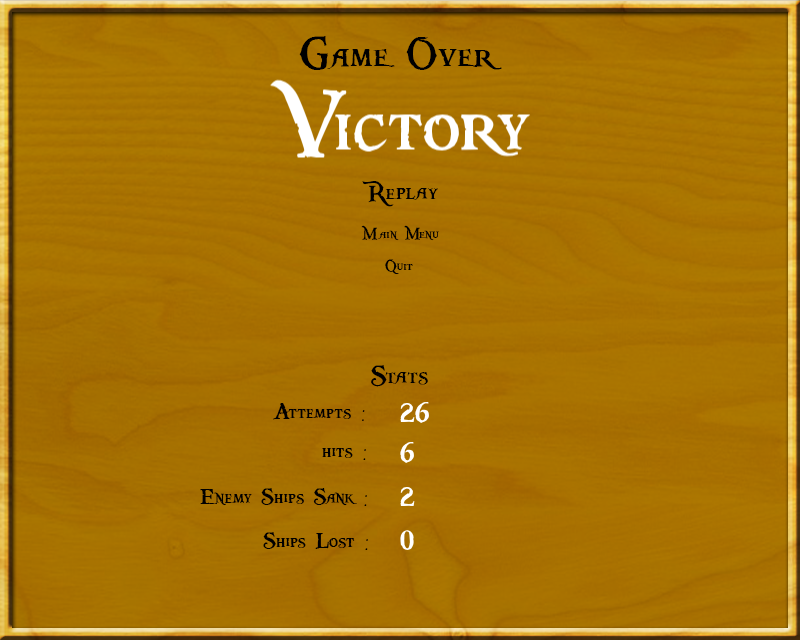 Game Over
Victory
Replay
Main Menu
Quit
Stats
Attempts : 26
hits : 6
Enemy Ships Sank : 2
Ships Lost : 0